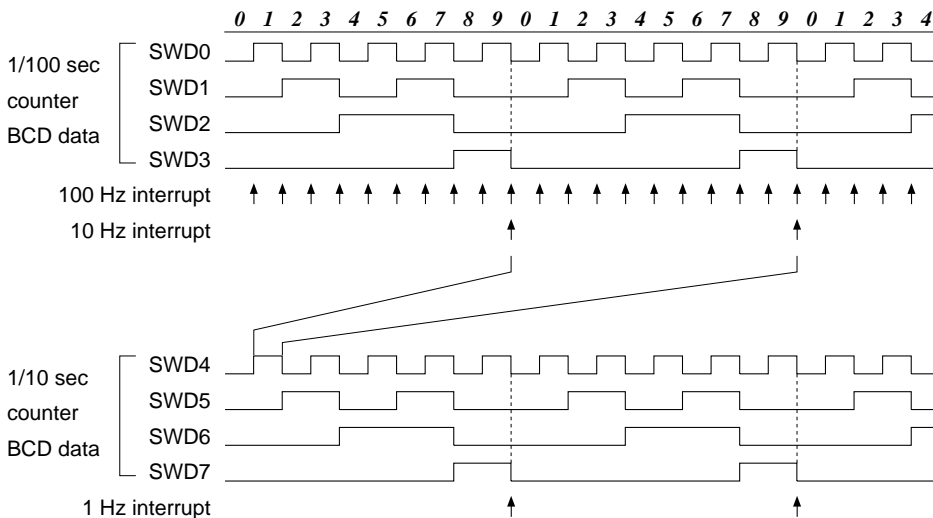 0 1 2 3 4 5 6 7 8 9 0 1 2 3 4 5 6 7 8 9 0 1 2 3 4
1/100 sec
counter
BCD data
SWD0
SWD1
SWD2
SWD3
100 Hz interrupt
10 Hz interrupt
1/10 sec
counter
BCD data
SWD4
SWD5
SWD6
SWD7
1 Hz interrupt